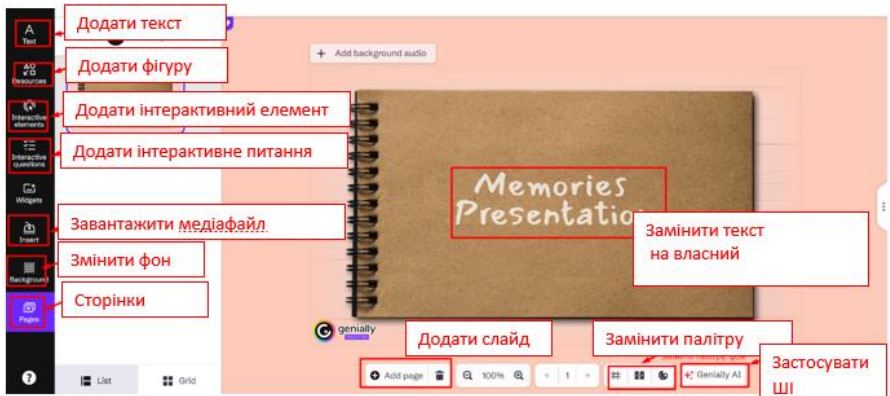 Text
Додати текст
Resources
Додати фігуру
+ Add background audio
Interactive elements
Додати інтерактивний елемент
Interactive questions
Додати інтерактивне питання
Widgets
Memories
Presentation
Insert
Завантажити медіафайл
Замінити текст
на власний
Background
Змінити фон
Pages
Сторінки
genially
Додати слайд
Замінити палітру
Застосувати
ШІ
?
List
Grid
Add page
100%
1
Genially AI